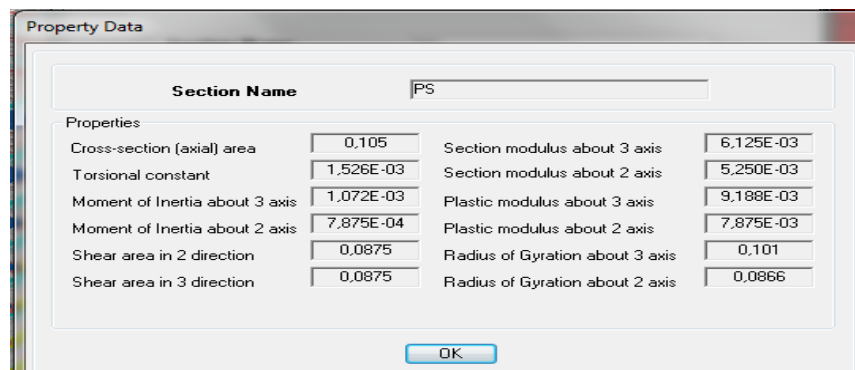 Property Data
Section Name PS
Properties
Cross-section (axial) area 0,105 Section modulus about 3 axis 6,125E-03
Torsional constant 1,526E-03 Section modulus about 2 axis 5,250E-03
Moment of Inertia about 3 axis 1,072E-03 Plastic modulus about 3 axis 9,188E-03
Moment of Inertia about 2 axis 7,875E-04 Plastic modulus about 2 axis 7,875E-03
Shear area in 2 direction 0,0875 Radius of Gyration about 3 axis 0,101
Shear area in 3 direction 0,0875 Radius of Gyration about 2 axis 0,0866
OK